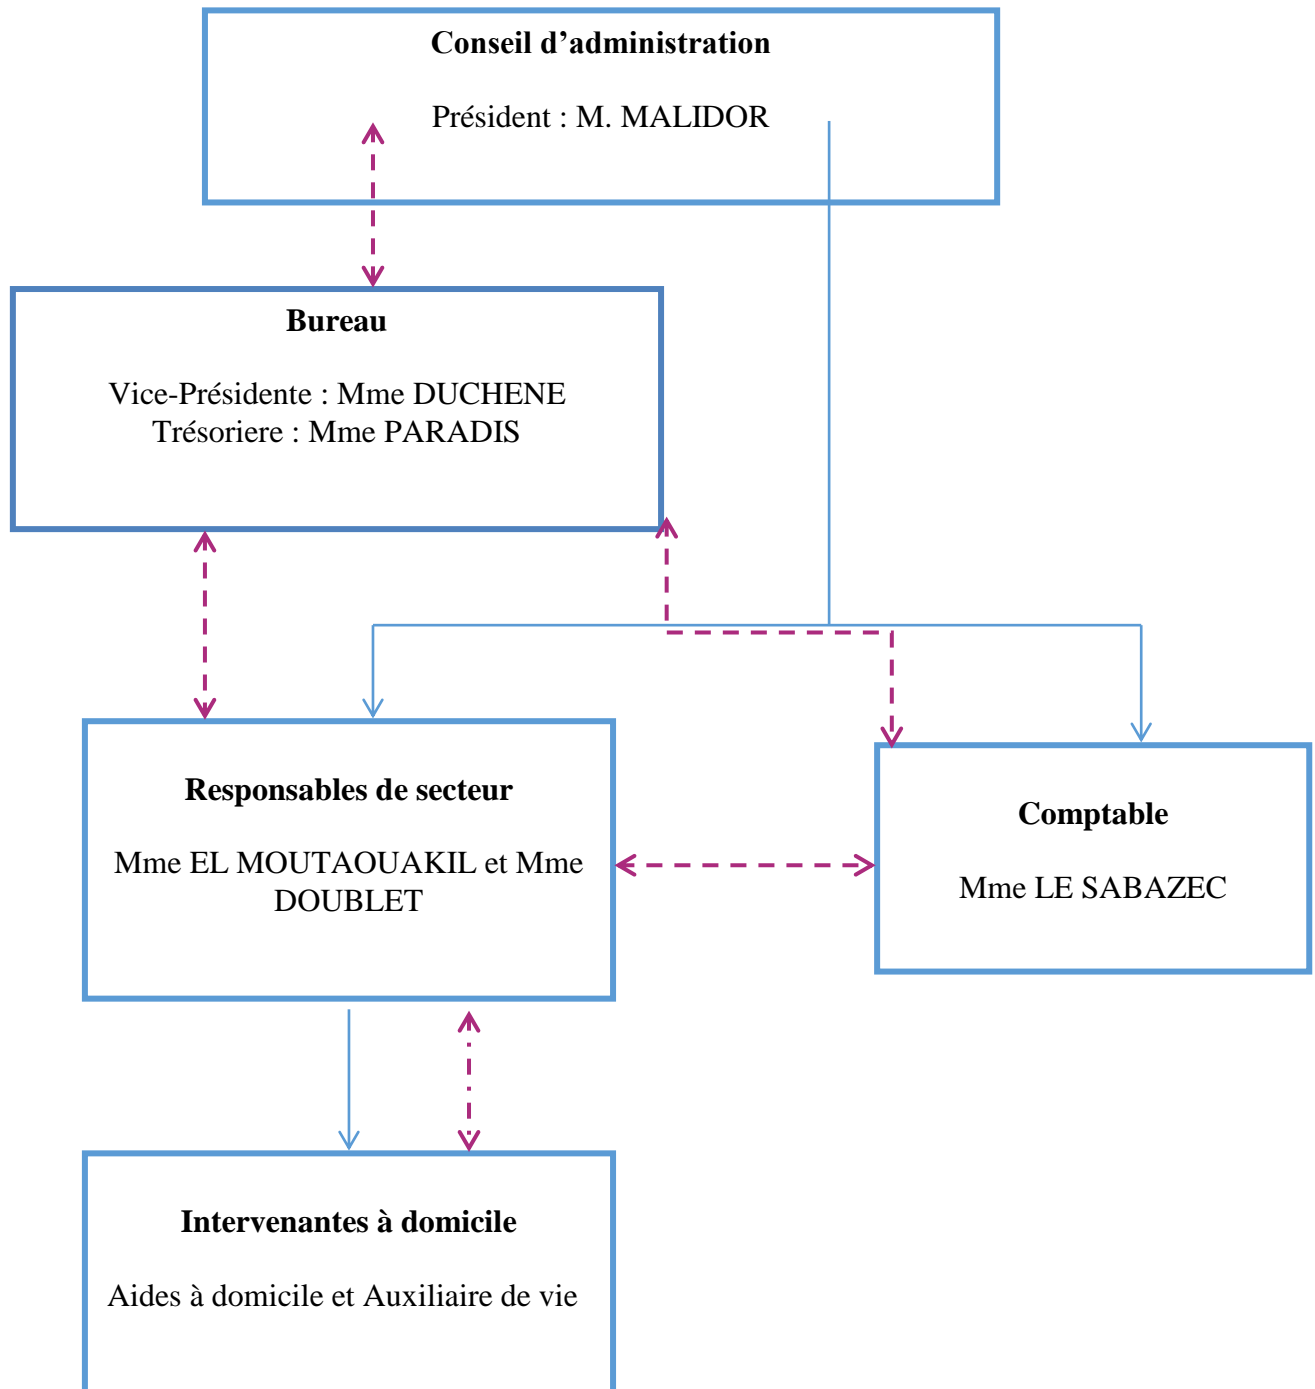 Conseil d’administration
Président : M. MALIDOR
Bureau
Vice-Présidente : Mme DUCHENE
Trésoriere : Mme PARADIS
Responsables de secteur
Mme EL MOUTAOUAKIL et Mme
DOUBLET
Comptable
Mme LE SABAZEC
Intervenantes à domicile
Aides à domicile et Auxiliaire de vie